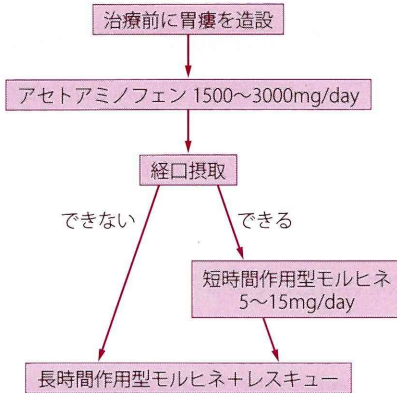 治療前に胃瘻を造設
アセトアミノフェン 1500～3000mg/day
経口摂取
できない
できる
短時間作用型モルヒネ
5～15mg/day
長時間作用型モルヒネ＋レスキュー